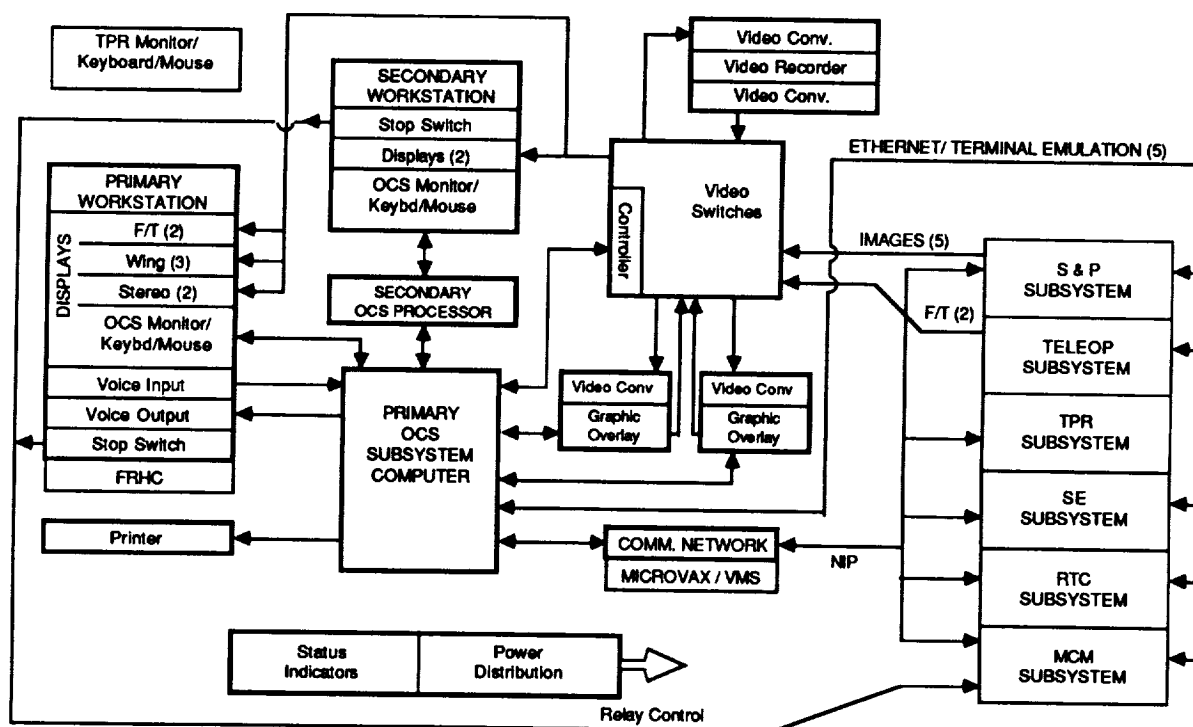 TPR Monitor/
Keyboard/Mouse
SECONDARY
WORKSTATION
Stop Switch
Displays (2)
OCS Monitor/
Keybd/Mouse
Video Conv.
Video Recorder
Video Conv.
ETHERNET/ TERMINAL EMULATION (5)
PRIMARY
WORKSTATION
DISPLAYS
F/T (2)
Wing (3)
Stereo (2)
OCS Monitor/
Keybd/Mouse
Voice Input
Voice Output
Stop Switch
FRHC
Video
Switches
Controller
IMAGES (5)
F/T (2)
SECONDARY
OCS PROCESSOR
PRIMARY
OCS
SUBSYSTEM
COMPUTER
Video Conv
Graphic
Overlay
Video Conv
Graphic
Overlay
S & P
SUBSYSTEM
TELEOP
SUBSYSTEM
TPR
SUBSYSTEM
SE
SUBSYSTEM
RTC
SUBSYSTEM
MCM
SUBSYSTEM
Printer
COMM. NETWORK
MICROVAX / VMS
NIP
Status
Indicators
Power
Distribution
Relay Control